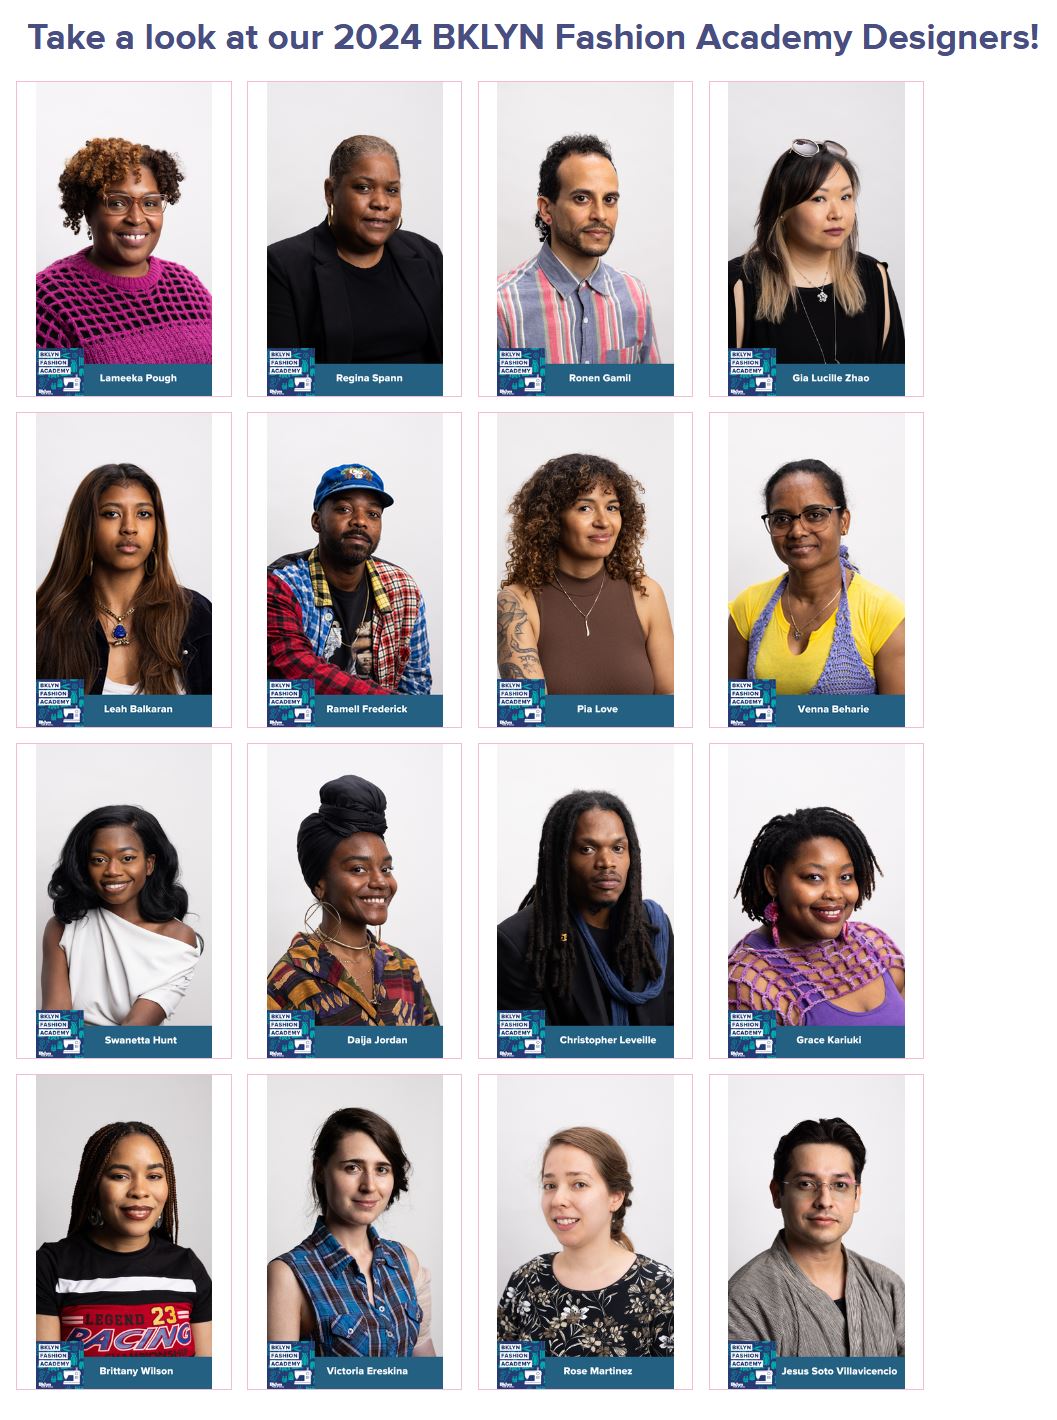 Take a look at our 2024 BKLYN Fashion Academy Designers!
BKLYN
FASHION
ACADEMY
Lameeka Pough
BKLYN
FASHION
ACADEMY
Regina Spann
BKLYN
FASHION
ACADEMY
Ronen Gamil
BKLYN
FASHION
ACADEMY
Gia Lucille Zhao
BKLYN
FASHION
ACADEMY
Leah Balkaran
BKLYN
FASHION
ACADEMY
Ramell Frederick
BKLYN
FASHION
ACADEMY
Pia Love
BKLYN
FASHION
ACADEMY
Venna Beharie
BKLYN
FASHION
ACADEMY
Swanetta Hunt
BKLYN
FASHION
ACADEMY
Daija Jordan
BKLYN
FASHION
ACADEMY
Christopher Leveille
BKLYN
FASHION
ACADEMY
Grace Kariuki
LEGEND 23
RACING
BKLYN
FASHION
ACADEMY
Brittany Wilson
BKLYN
FASHION
ACADEMY
Victoria Ereskina
BKLYN
FASHION
ACADEMY
Rose Martinez
BKLYN
FASHION
ACADEMY
Jesus Soto Villavicencio